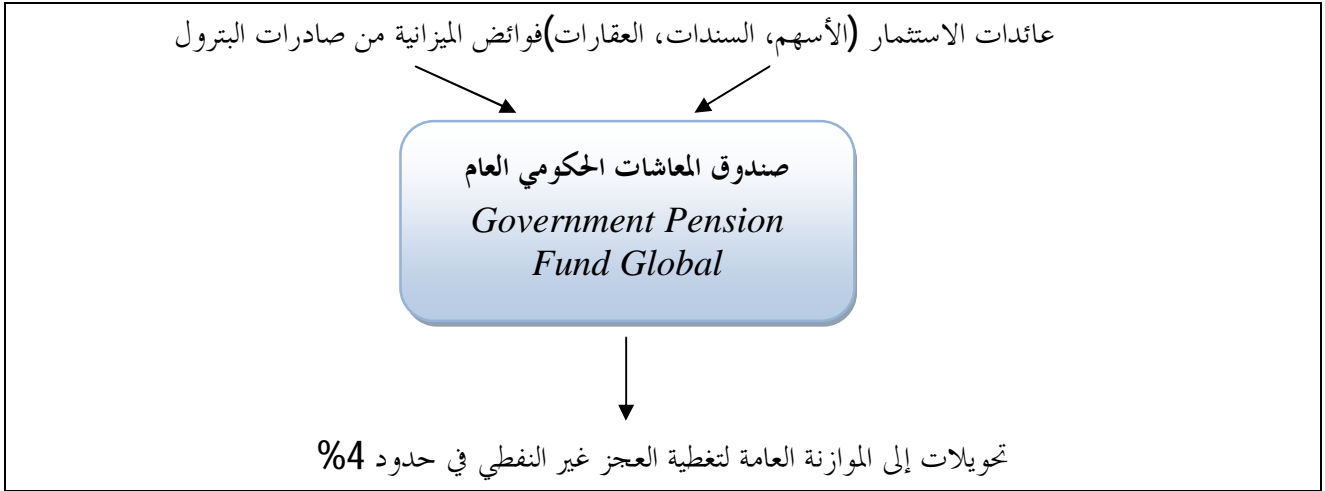 عائدات الاستثمار (الأسهم، السندات، العقارات)فوائض الميزانية من صادرات البترول
صندوق المعاشات الحكومي العام
Government Pension
Fund Global
تحويلات إلى الموازنة العامة لتغطية العجز غير النفطي في حدود 4%